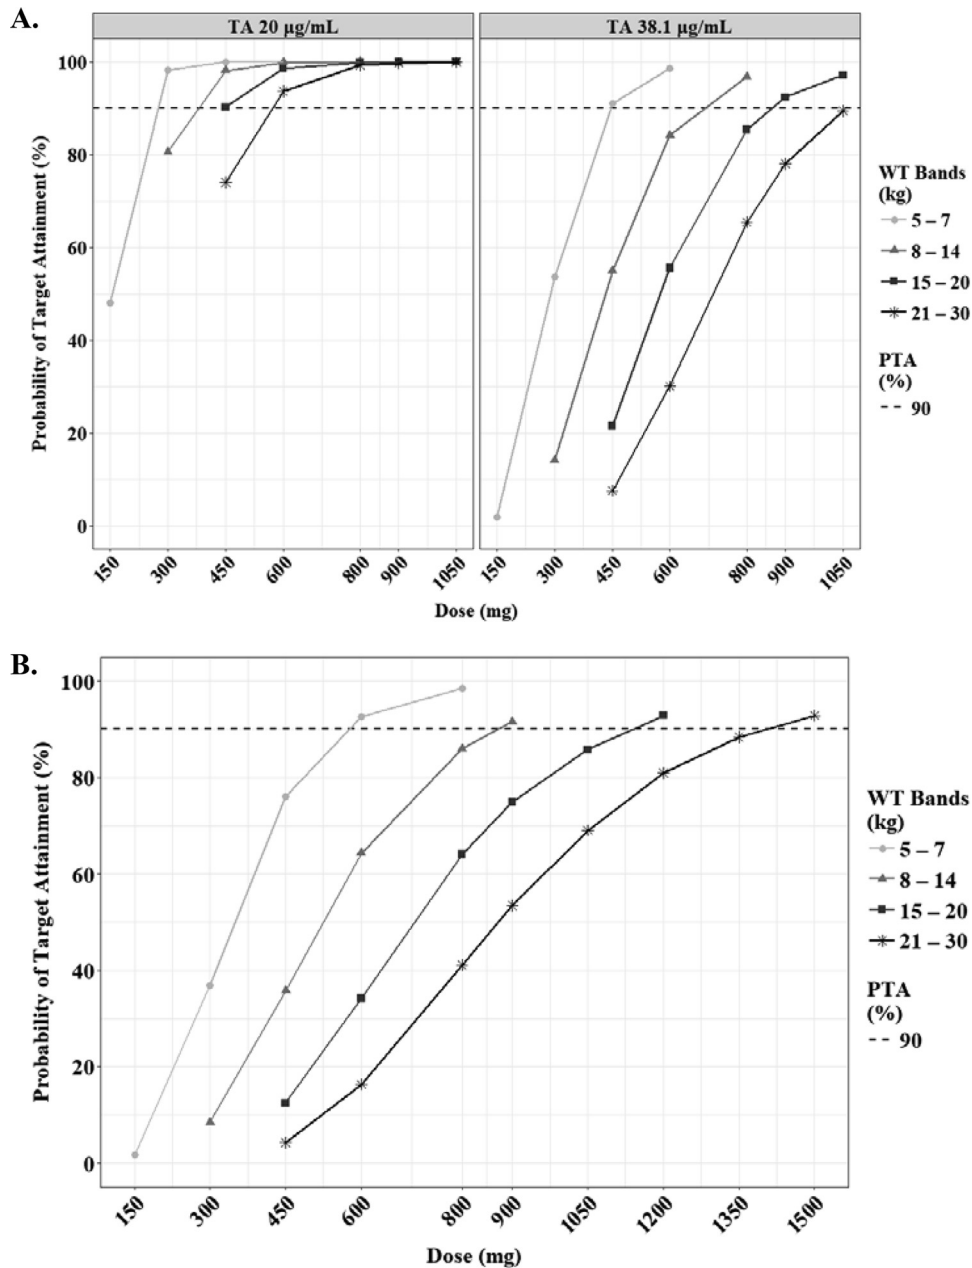 A.
TA 20 µg/mL
TA 38.1 µg/mL
Probability of Target Attainment (%)
100
80
60
40
20
0
150 300 450 600 800 900 1050
150 300 450 600 800 900 1050
Dose (mg)
WT Bands
(kg)
5 – 7
8 – 14
15 – 20
21 – 30
PTA
(%)
90
B.
Probability of Target Attainment (%)
100
80
60
40
20
0
150 300 450 600 800 900 1050 1200 1350 1500
Dose (mg)
WT Bands
(kg)
5 – 7
8 – 14
15 – 20
21 – 30
PTA
(%)
90